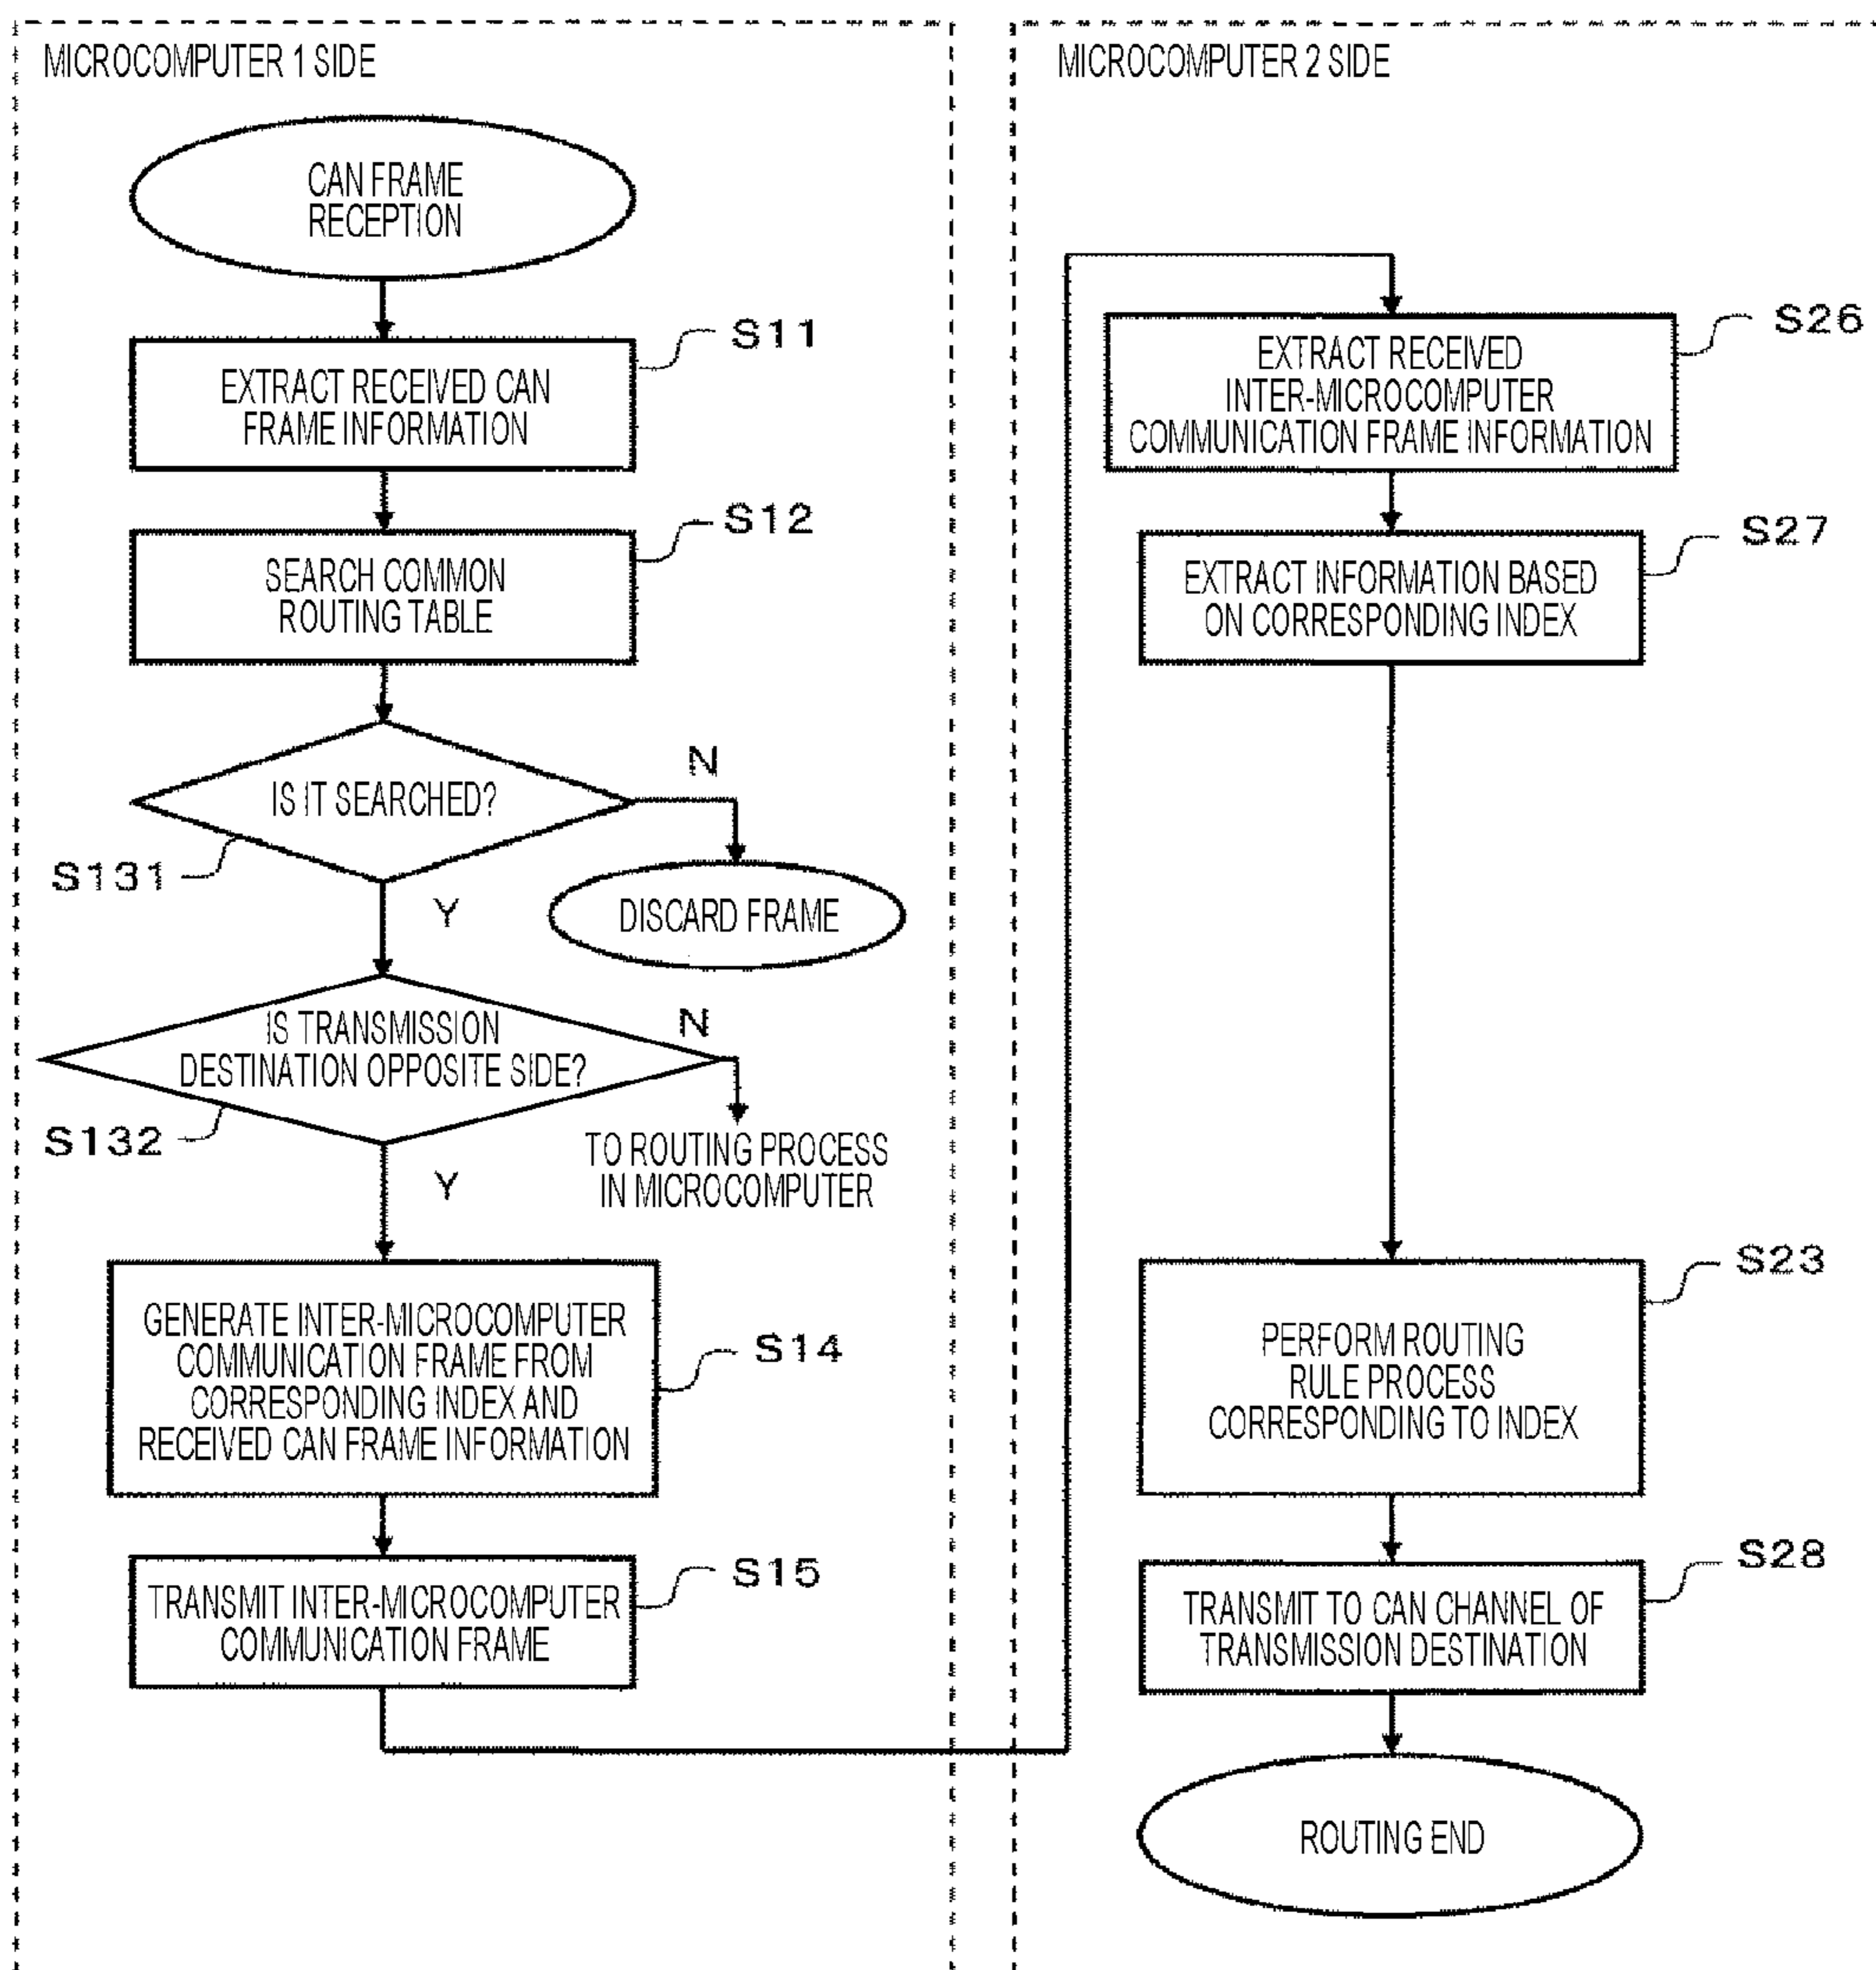 MICROCOMPUTER 1 SIDE
CAN FRAME
RECEPTION
S11
EXTRACT RECEIVED CAN
FRAME INFORMATION
S12
SEARCH COMMON
ROUTING TABLE
IS IT SEARCHED?
N
S131
Y
DISCARD FRAME
IS TRANSMISSION
DESTINATION OPPOSITE SIDE?
N
S132
Y
TO ROUTING PROCESS
IN MICROCOMPUTER
GENERATE INTER-MICROCOMPUTER
COMMUNICATION FRAME FROM
CORRESPONDING INDEX AND
RECEIVED CAN FRAME INFORMATION
S14
TRANSMIT INTER-MICROCOMPUTER
COMMUNICATION FRAME
S15
MICROCOMPUTER 2 SIDE
EXTRACT RECEIVED
INTER-MICROCOMPUTER
COMMUNICATION FRAME INFORMATION
S26
EXTRACT INFORMATION BASED
ON CORRESPONDING INDEX
S27
PERFORM ROUTING
RULE PROCESS
CORRESPONDING TO INDEX
S23
TRANSMIT TO CAN CHANNEL OF
TRANSMISSION DESTINATION
S28
ROUTING END